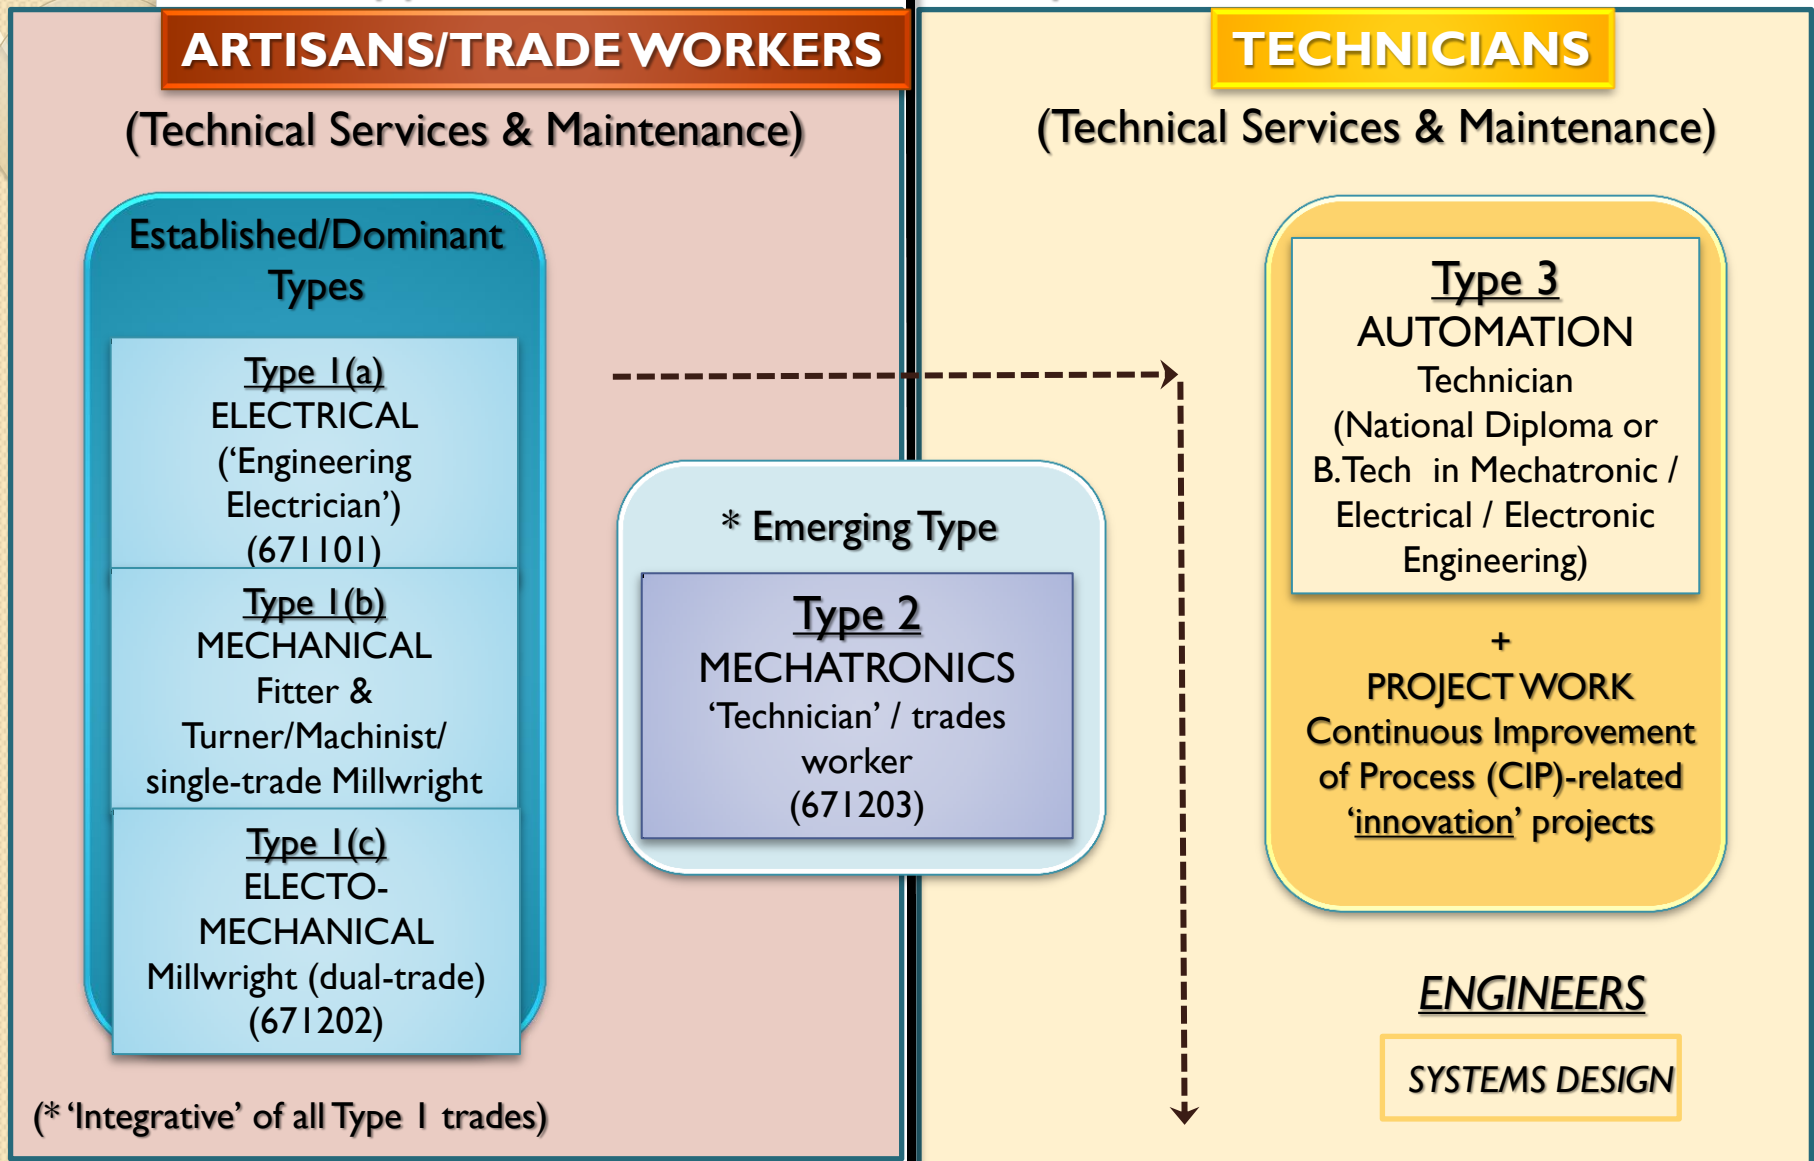 ARTISANS/TRADE WORKERS
(Technical Services & Maintenance)
Established/Dominant
Types
Type 1(a)
ELECTRICAL
(‘Engineering
Electrician’)
(671101)
Type 1(b)
MECHANICAL
Fitter &
Turner/Machinist/
single-trade Millwright
Type 1(c)
ELECTO-
MECHANICAL
Millwright (dual-trade)
(671202)
(* ‘Integrative’ of all Type 1 trades)
* Emerging Type
Type 2
MECHATRONICS
‘Technician’ / trades
worker
(671203)
TECHNICIANS
(Technical Services & Maintenance)
Type 3
AUTOMATION
Technician
(National Diploma or
B.Tech in Mechatronic /
Electrical / Electronic
Engineering)
+
PROJECT WORK
Continuous Improvement
of Process (CIP)-related
‘innovation’ projects
ENGINEERS
SYSTEMS DESIGN